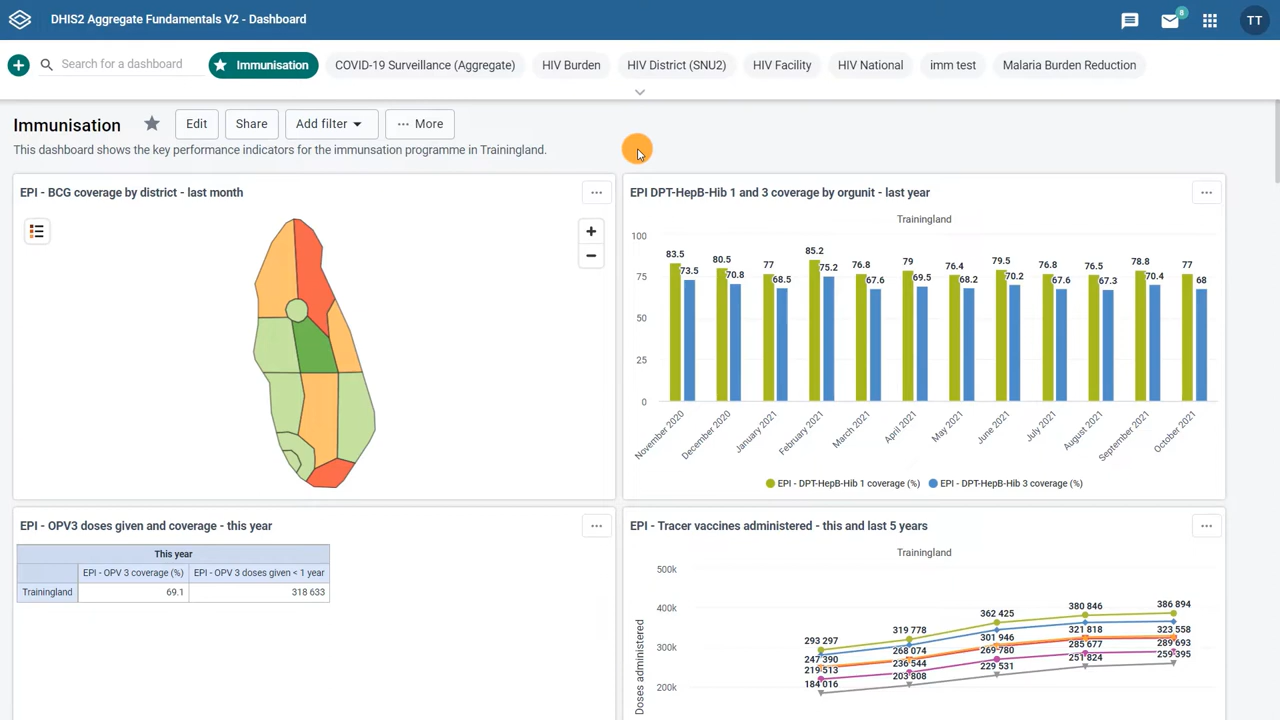 DHIS2 Aggregate Fundamentals V2 - Dashboard
8
TT
Search for a dashboard
Immunisation
COVID-19 Surveillance (Aggregate)
HIV Burden
HIV District (SNU2)
HIV Facility
HIV National
imm test
Malaria Burden Reduction
Immunisation
Edit
Share
Add filter
More
This dashboard shows the key performance indicators for the immunsation programme in Trainingland.
EPI - BCG coverage by district - last month
EPI DPT-HepB-Hib 1 and 3 coverage by orgunit - last year
Trainingland
100
75
50
25
0
83.5 73.5
80.5 70.8
77 68.5
85.2 75.2
76.8 67.6
79 69.5
76.4 68.2
79.5 70.2
76.8 67.6
76.5 67.3
78.8 70.4
77 68
November 2020
December 2020
January 2021
February 2021
March 2021
April 2021
May 2021
June 2021
July 2021
August 2021
September 2021
October 2021
EPI - DPT-HepB-Hib 1 coverage (%)
EPI - DPT-HepB-Hib 3 coverage (%)
EPI - OPV3 doses given and coverage - this year
This year
EPI - OPV 3 coverage (%) EPI - OPV 3 doses given < 1 year
Trainingland 69.1 318 633
EPI - Tracer vaccines administered - this and last 5 years
Trainingland
Doses administered
500k
400k
300k
200k
293 297
247 390
219 513
184 016
319 778
268 074
236 544
203 808
362 425
301 946
269 780
229 531
380 846
321 818
285 677
251 824
386 894
323 558
289 693
259 395